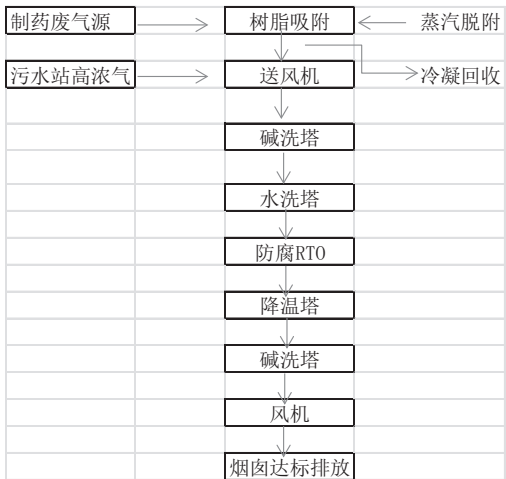 制药废气源
树脂吸附
蒸汽脱附
污水站高浓气
送风机
冷凝回收
碱洗塔
水洗塔
防腐RTO
降温塔
碱洗塔
风机
烟囱达标排放